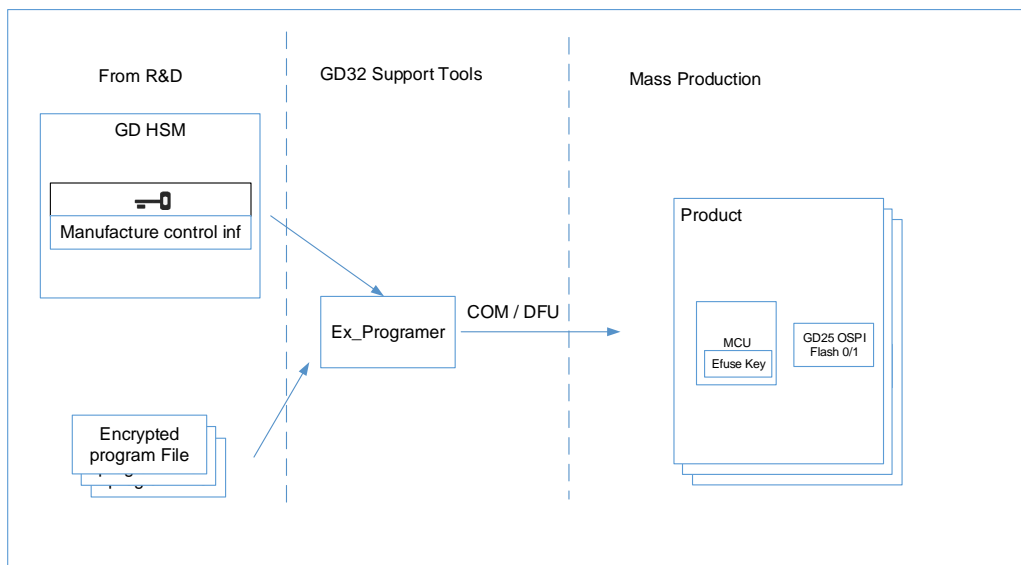 From R&D
GD32 Support Tools
Mass Production
GD HSM
Manufacture control inf
Product
Ex_Programer
COM / DFU
MCU
Efuse Key
GD25 OSPI
Flash 0/1
Encrypted
program File